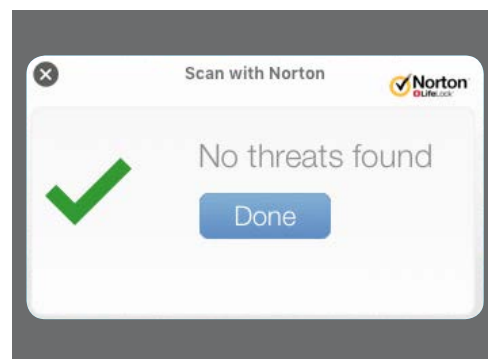 Scan with Norton
Norton
LifeLock
No threats found
Done